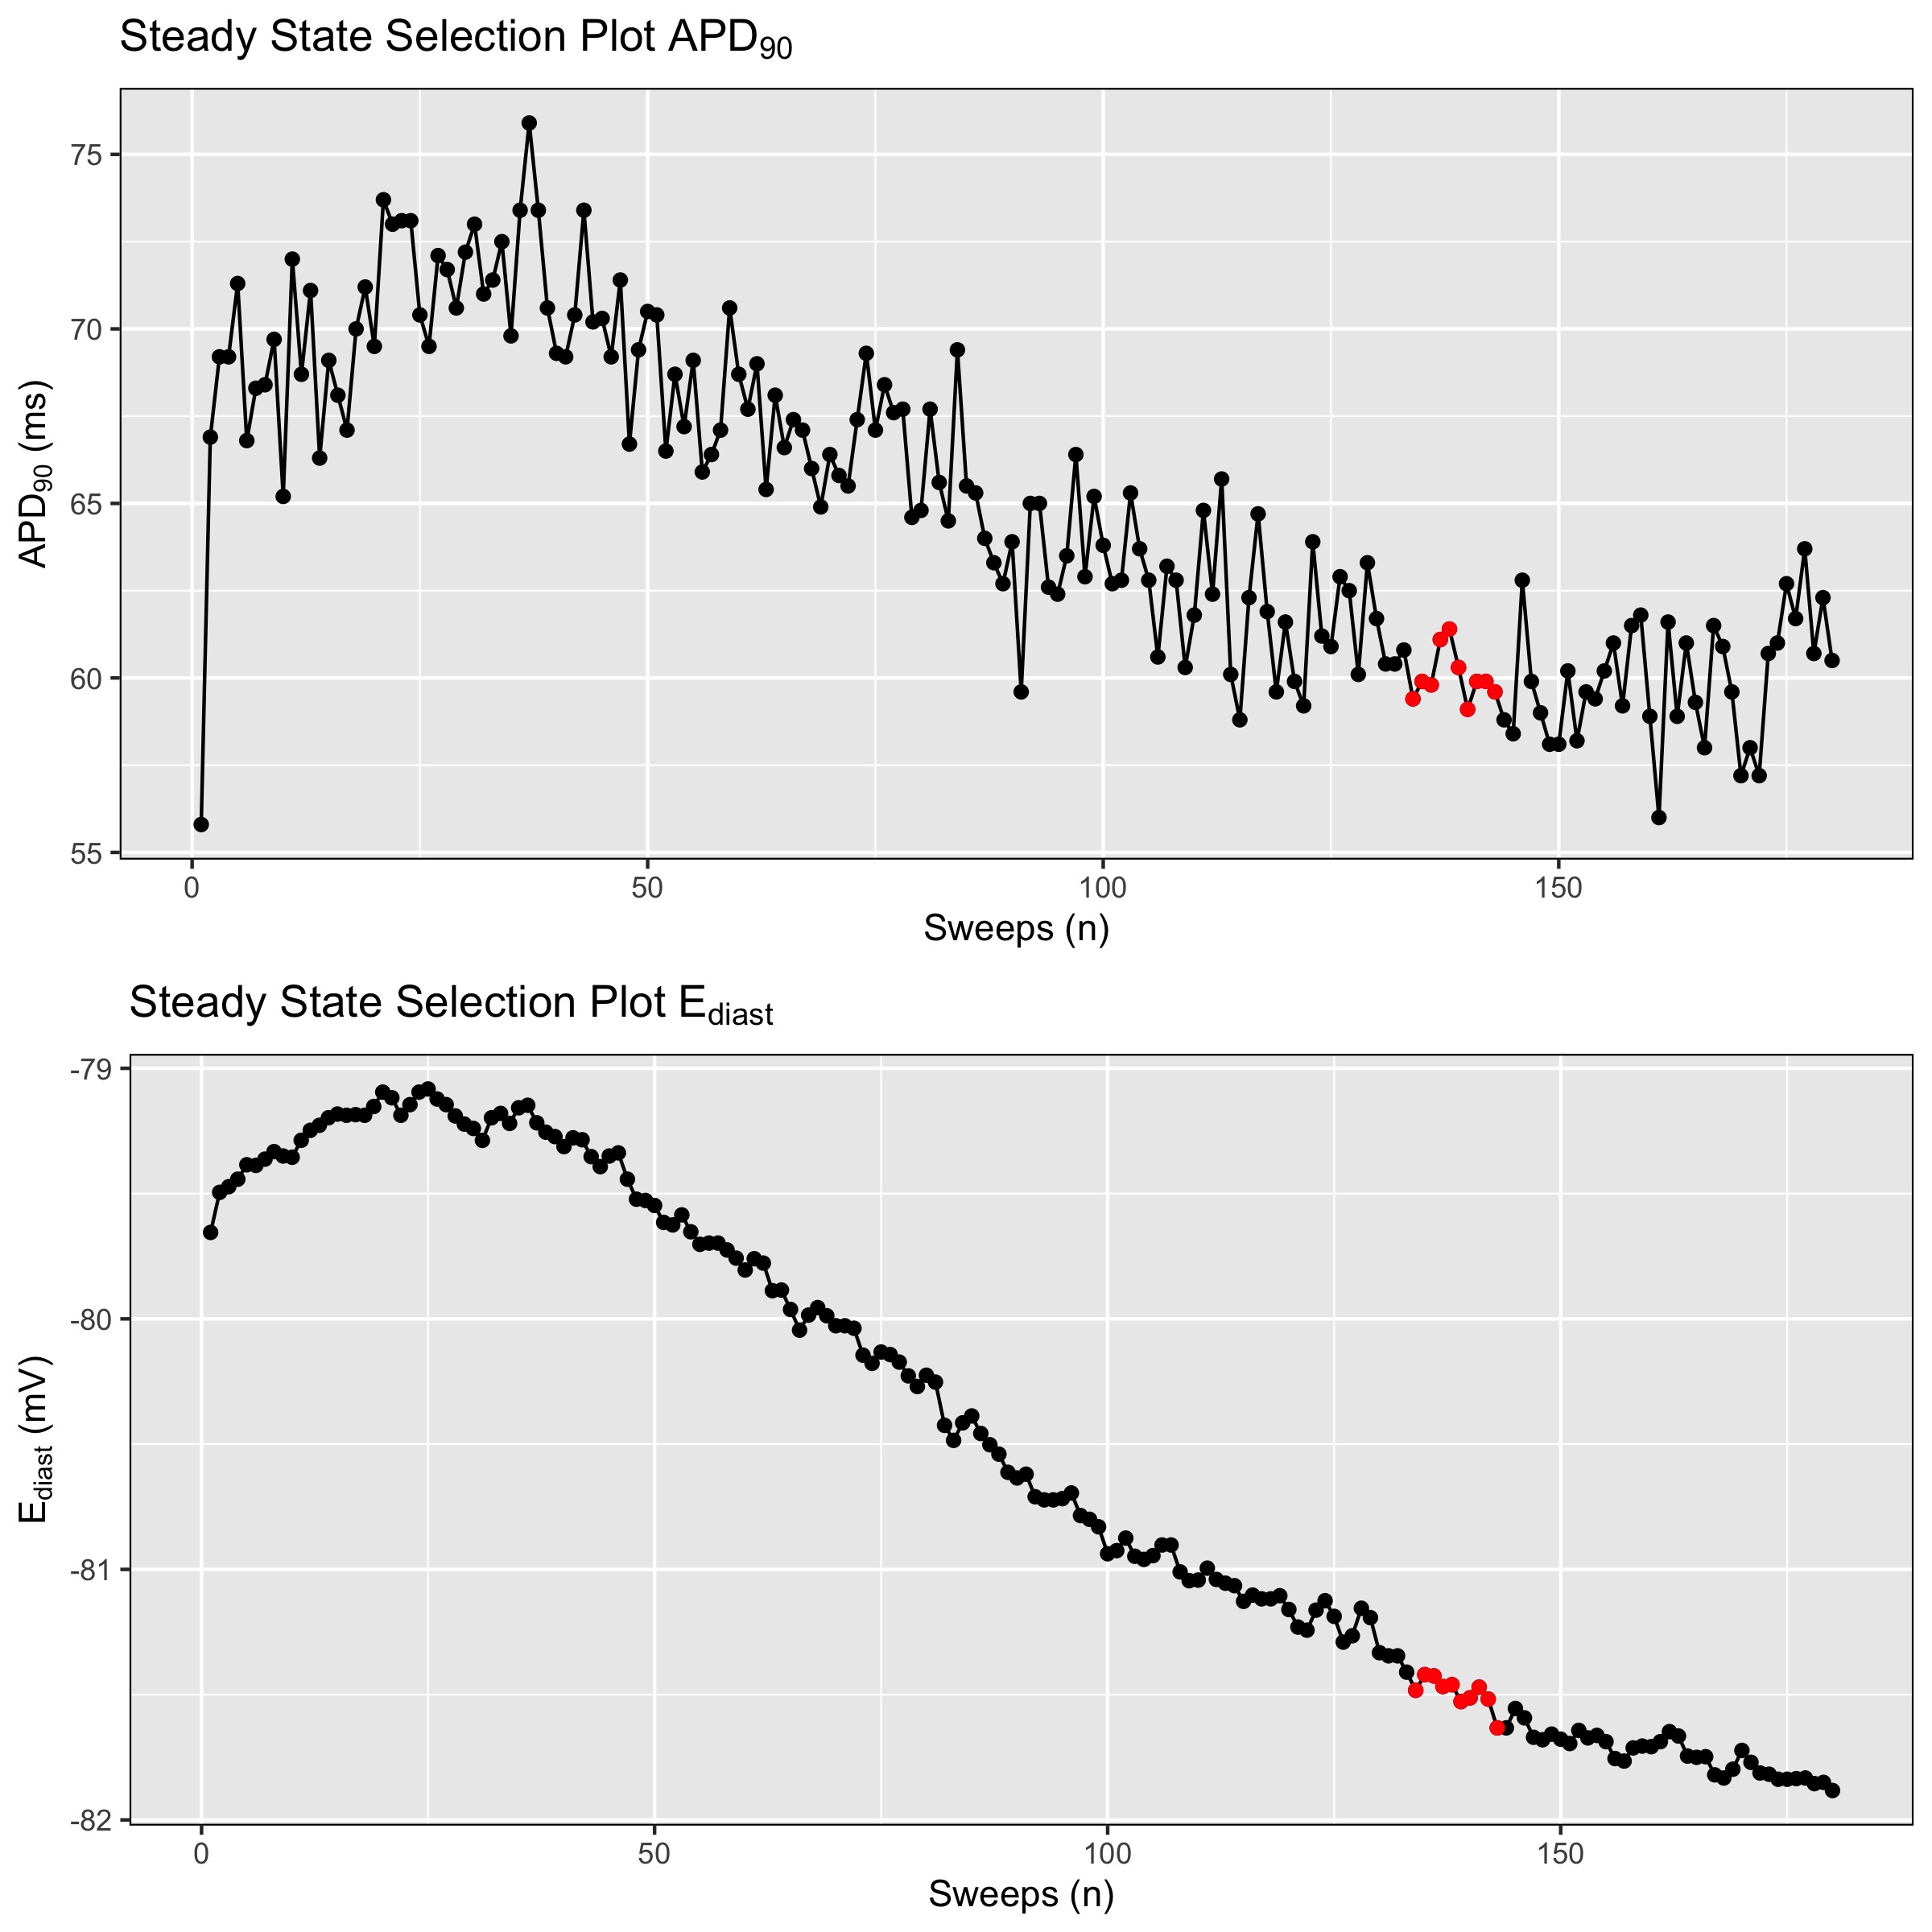 Steady State Selection Plot APD90
75
70
65
60
55
APD90 (ms)
0 50 100 150
Sweeps (n)
Steady State Selection Plot Ediast
-79
-80
-81
-82
Ediast (mV)
0 50 100 150
Sweeps (n)